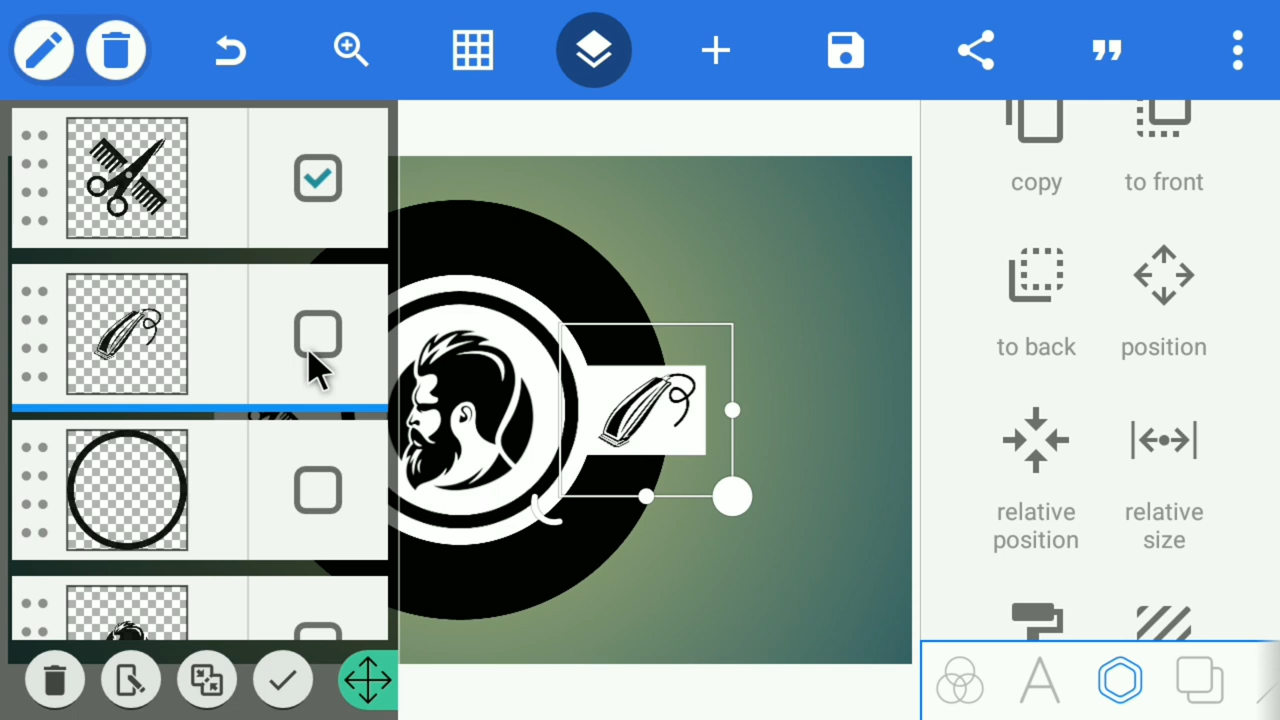 copy
to front
to back
position
relative
position
relative
size